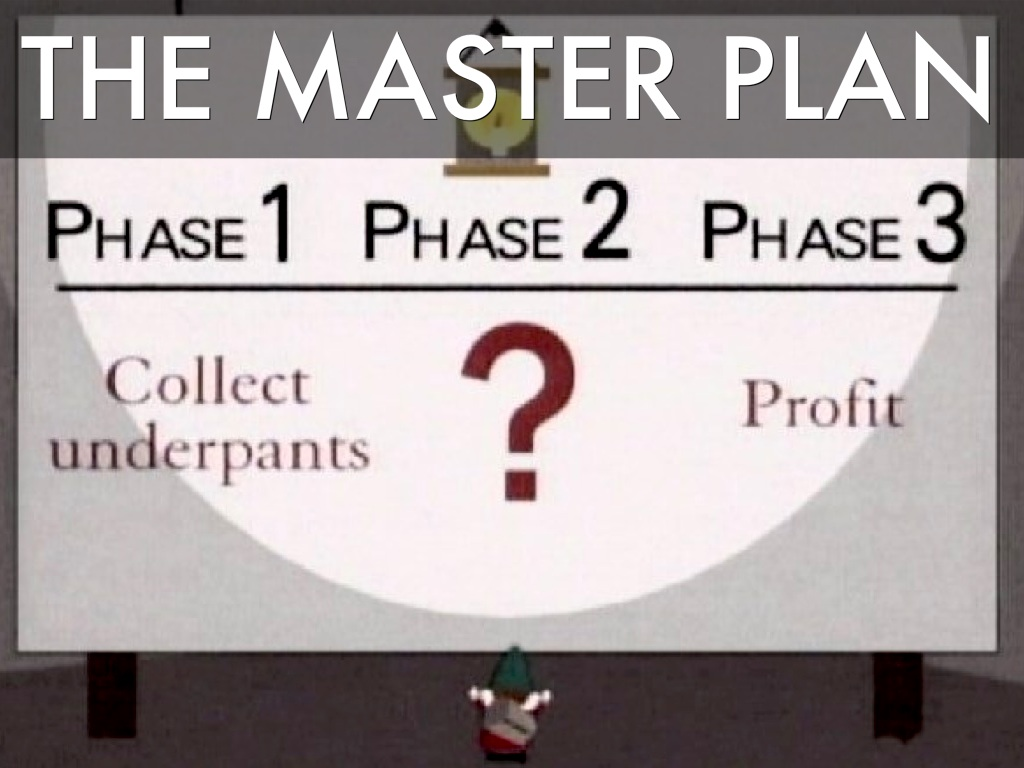 THE MASTER PLAN
PHASE 1 PHASE 2 PHASE 3
Collect
underpants
?
Profit